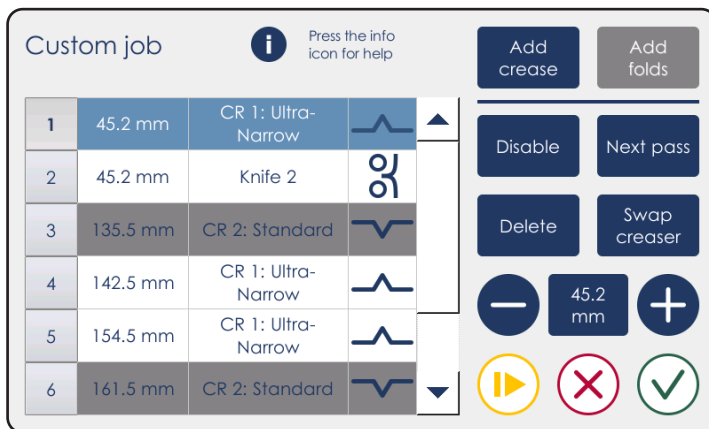 Custom job
i
Press the info
icon for help
Add
crease
Add
folds
1
45.2 mm
CR 1: Ultra-
Narrow
2
45.2 mm
Knife 2
3
135.5 mm
CR 2: Standard
4
142.5 mm
CR 1: Ultra-
Narrow
5
154.5 mm
CR 1: Ultra-
Narrow
6
161.5 mm
CR 2: Standard
Disable
Next pass
Delete
Swap
creaser
45.2
mm